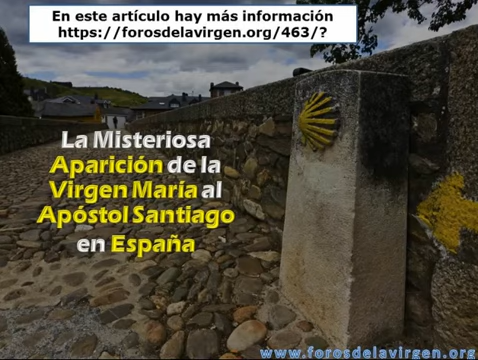 En este artículo hay más información
https://forosdelavirgen.org/463/?
La Misteriosa
Aparición de la
Virgen María al
Apóstol Santiago
en España
www.forosdelavirgen.org